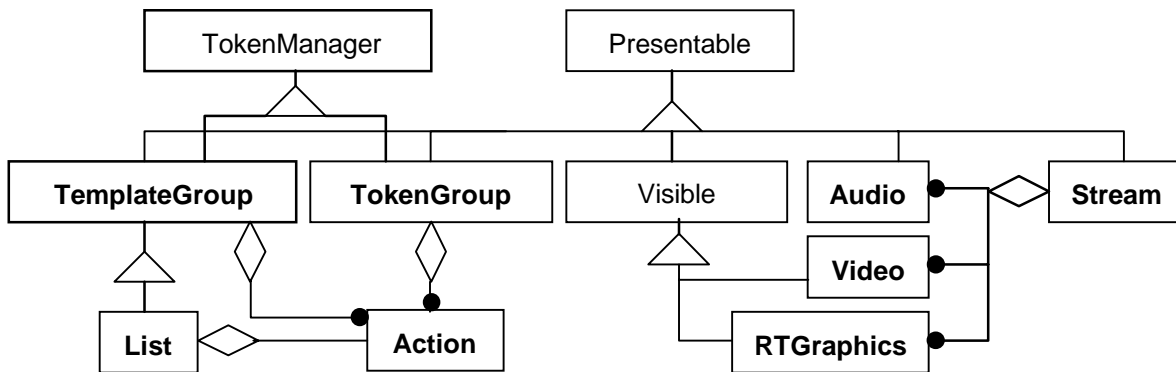 TokenManager
Presentable
TemplateGroup
TokenGroup
Visible
Audio
Stream
Video
List
Action
RTGraphics